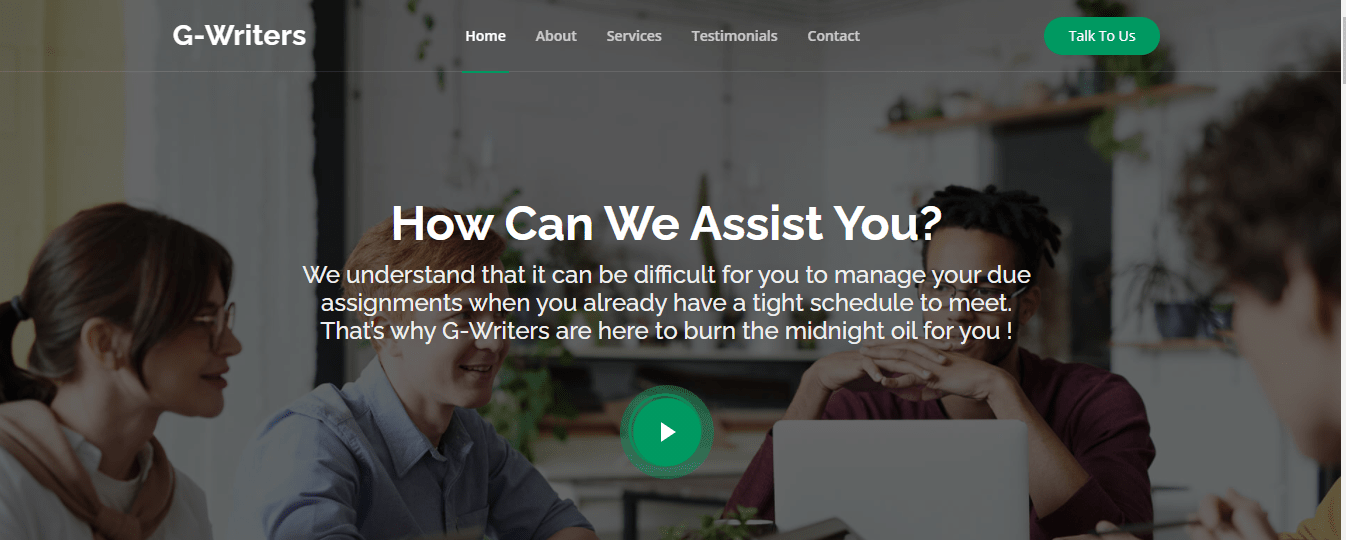 G-Writers
Home About Services Testimonials Contact
Talk To Us
How Can We Assist You?
We understand that it can be difficult for you to manage your due
assignments when you already have a tight schedule to meet.
That's why G-Writers are here to burn the midnight oil for you !